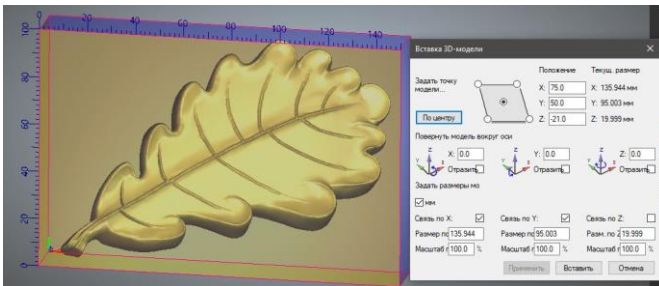 0 20 40 60 80 100 120 140
100
80
60
40
20
0
Вставка 3D-модели
Положение Текущ. размер
Задать точку
модели...
X: 75.0 X: 135.944 мм
Y: 50.0 Y: 95.003 мм
Z: -21.0 Z: 19.999 мм
По центру
Повернуть модель вокруг оси
X: 0.0 Y: 0.0 Z: 0.0
Отразить Отразить Отразить
Задать размеры мо
мм
Связь по X: Связь по Y: Связь по Z:
Размер по 135.944 Размер по 95.003 Разм. по Z 19.999
Масштаб г 100.0 % Масштаб г 100.0 % Масштаб г 100.0 %
Применить Вставить Отмена